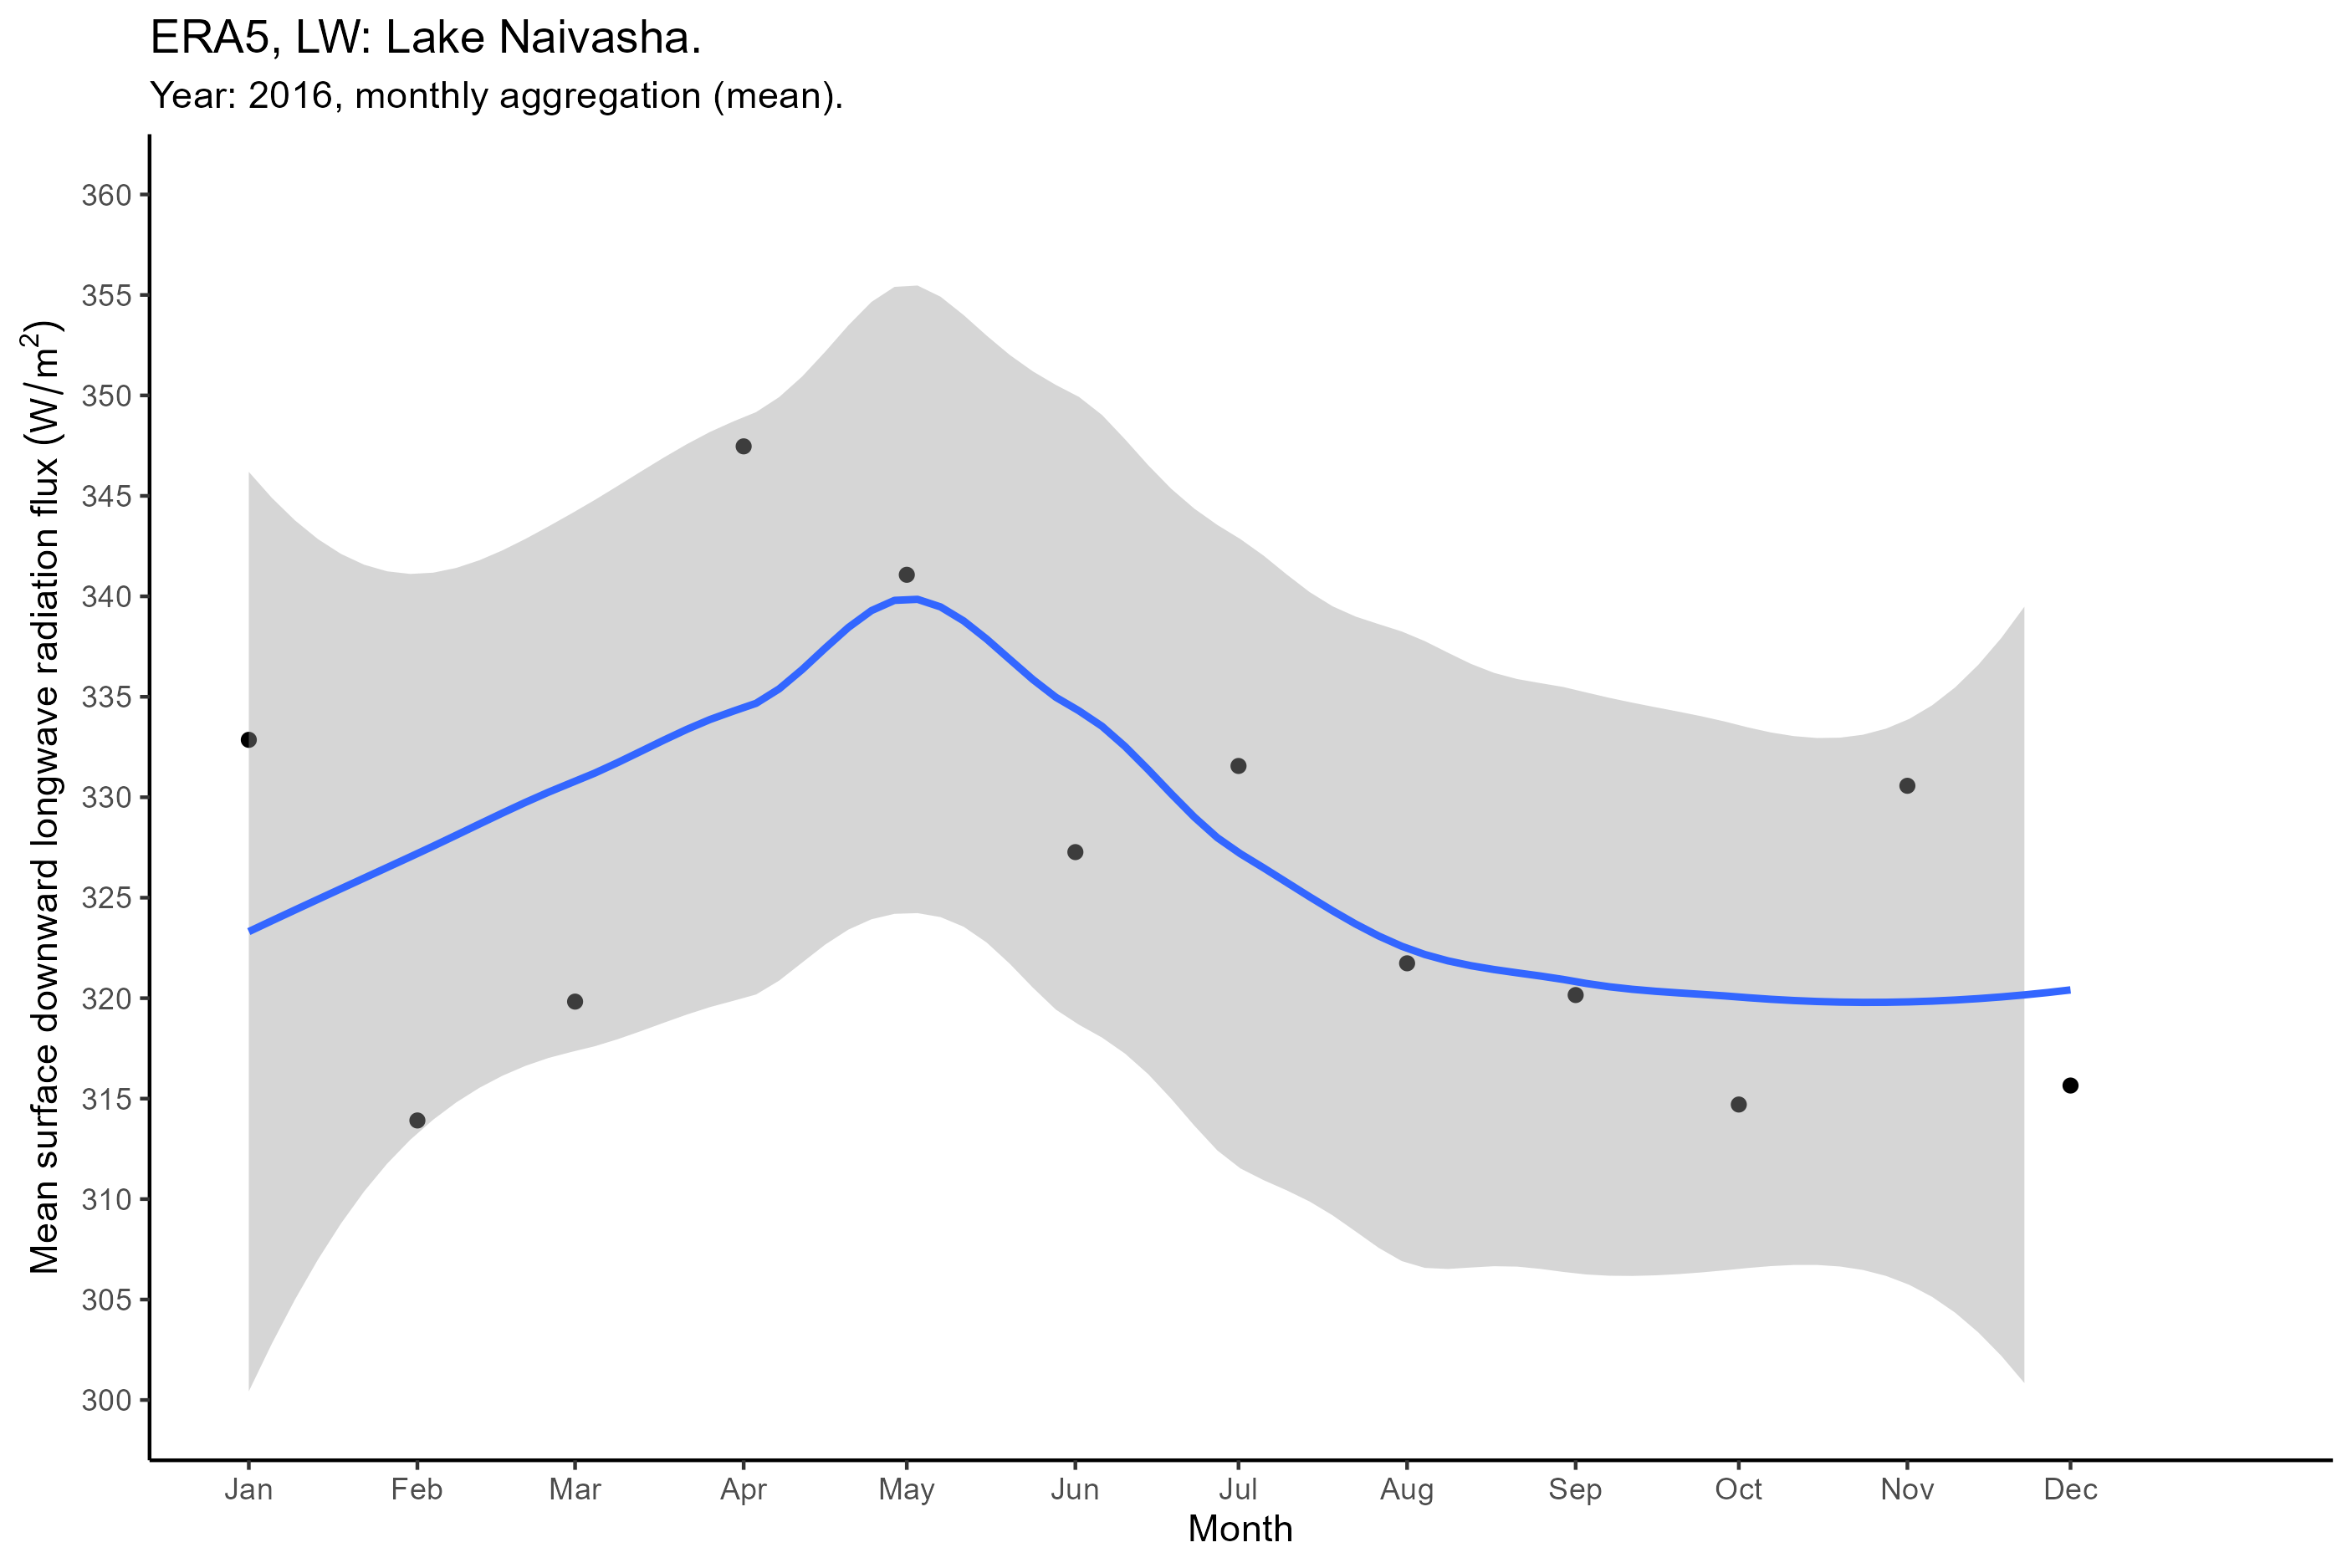 ERA5, LW: Lake Naivasha.
Year: 2016, monthly aggregation (mean).
Mean surface downward longwave radiation flux (W/m²)
360
355
350
345
340
335
330
325
320
315
310
305
300
Jan Feb Mar Apr May Jun Jul Aug Sep Oct Nov Dec
Month